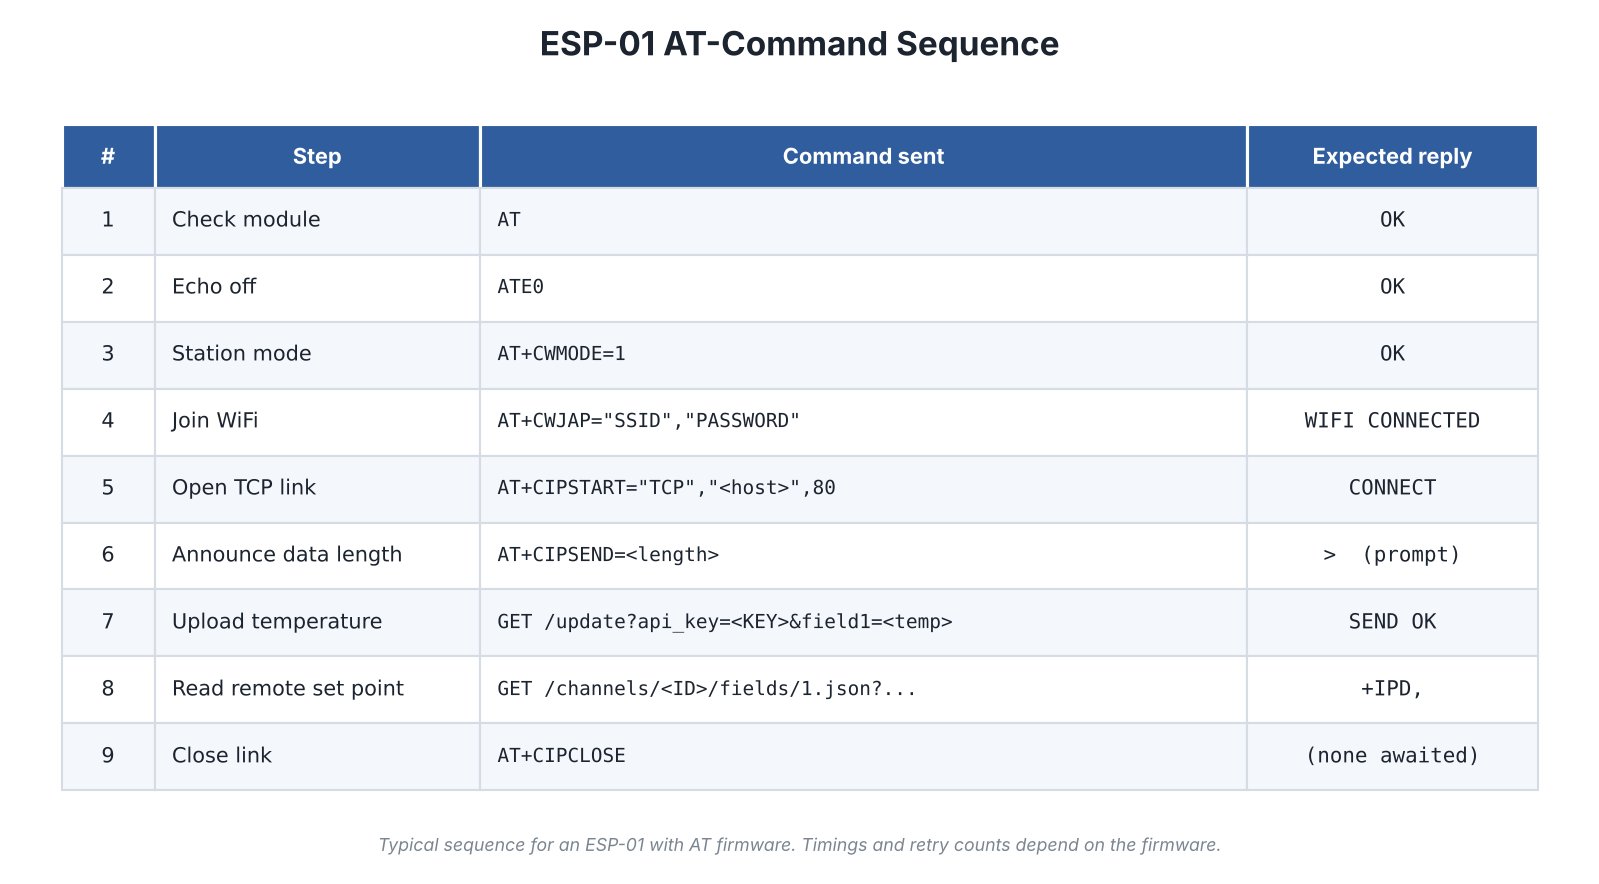 ESP-01 AT-Command Sequence
# Step Command sent Expected reply
1 Check module AT OK
2 Echo off ATE0 OK
3 Station mode AT+CWMODE=1 OK
4 Join WiFi AT+CWJAP="SSID","PASSWORD" WIFI CONNECTED
5 Open TCP link AT+CIPSTART="TCP","<host>",80 CONNECT
6 Announce data length AT+CIPSEND=<length> > (prompt)
7 Upload temperature GET /update?api_key=<KEY>&field1=<temp> SEND OK
8 Read remote set point GET /channels/<ID>/fields/1.json?... +IPD,
9 Close link AT+CIPCLOSE (none awaited)
Typical sequence for an ESP-01 with AT firmware. Timings and retry counts depend on the firmware.